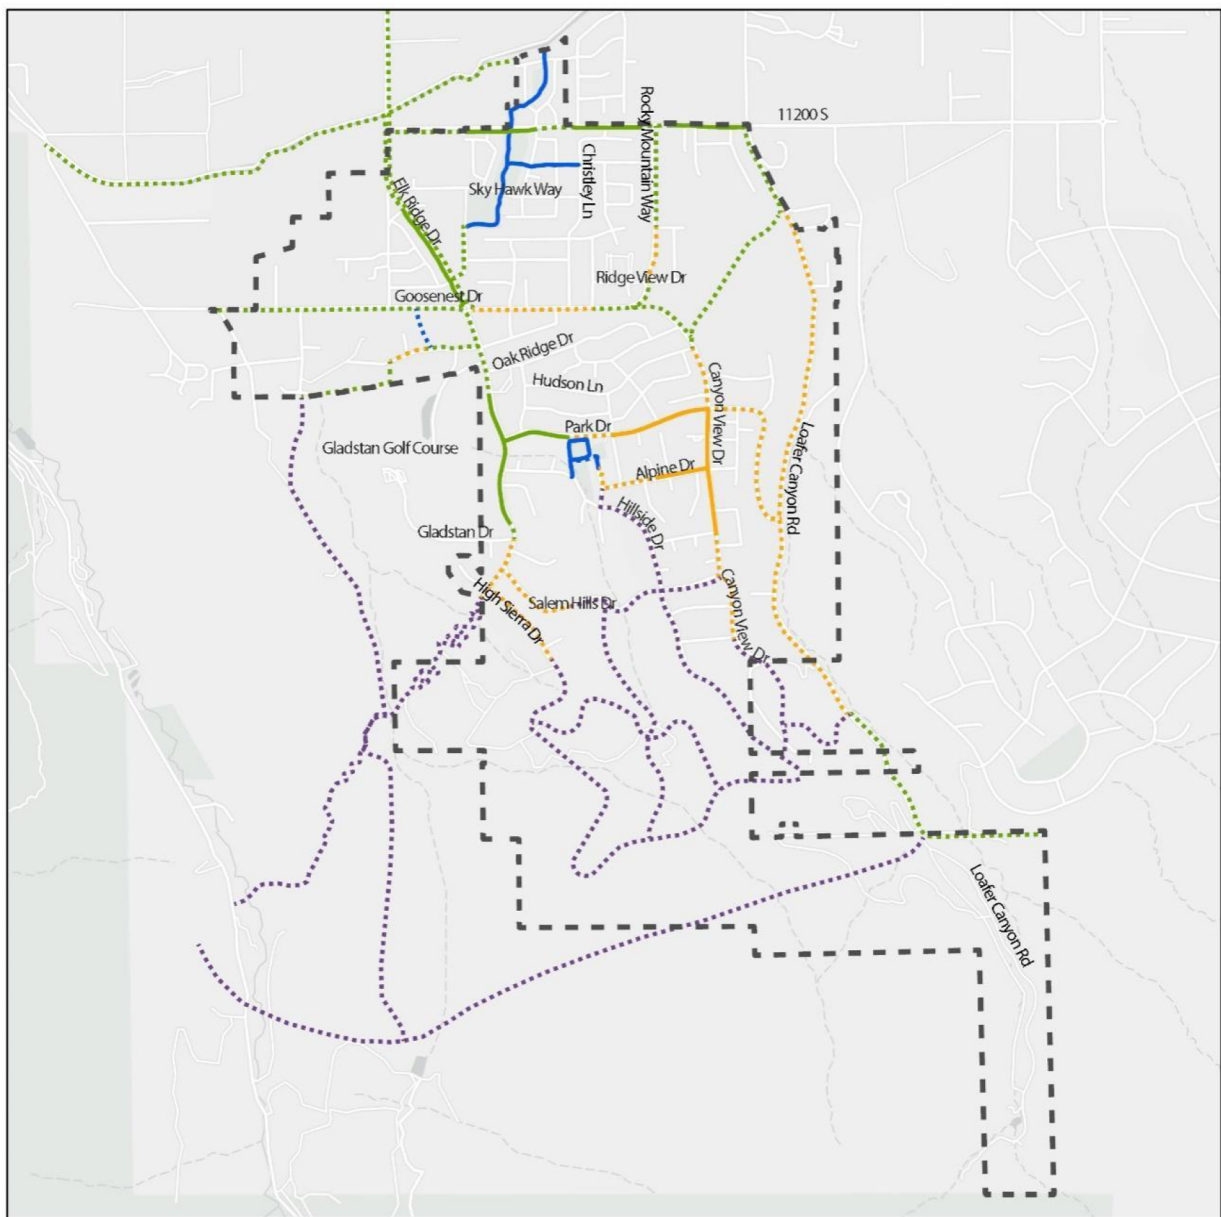 11200 S
Rocky Mountain Way
Christley Ln
Sky Hawk Way
Elk Ridge Dr
Ridge View Dr
Goosenest Dr
Oak Ridge Dr
Hudson Ln
Canyon View Dr
Park Dr
Loafer Canyon Rd
Gladstan Golf Course
Alpine Dr
Hillside Dr
Gladstan Dr
High Sierra Dr
Salem Hills Dr
Canyon View Dr
Loafer Canyon Rd